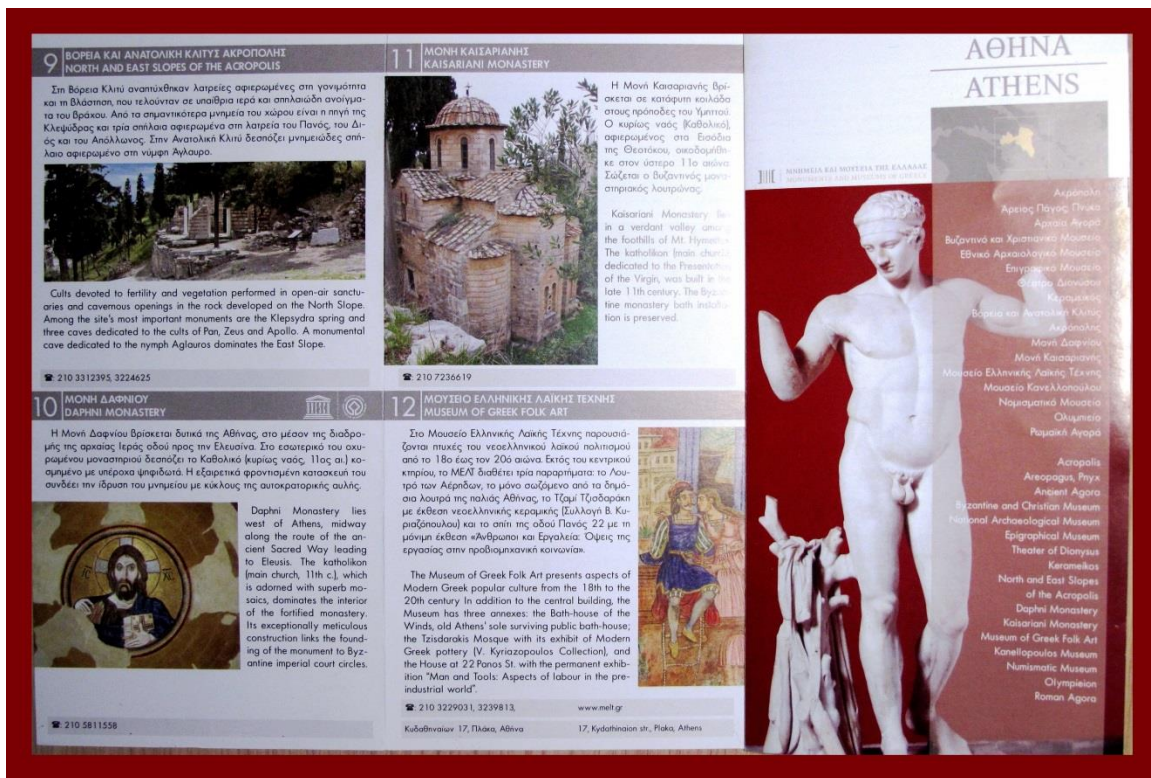 9 ΒΟΡΕΙΑ ΚΑΙ ΑΝΑΤΟΛΙΚΗ ΚΛΙΤΥΣ ΑΚΡΟΠΟΛΗΣ
NORTH AND EAST SLOPES OF THE ACROPOLIS
Στη Βόρεια Κλιτύ αναπτύχθηκαν λατρείες αφιερωμένες στη γονιμότητα
και τη βλάστηση, που τελούνταν σε υπαίθρια ιερά και σπηλαιώδη ανοίγμα-
τα του Βράχου. Από τα σημαντικότερα μνημεία του χώρου είναι η πηγή της
Κλεψύδρας και τρία σπήλαια αφιερωμένα στη λατρεία του Πανός, του Δι-
ός και του Απόλλωνος. Στην Ανατολική Κλιτύ δεσπόζει μνημειώδες σπή-
λαιο αφιερωμένο στη νύμφη Άγλαυρο.
Cults devoted to fertility and vegetation performed in open-air sanctu-
aries and cavernous openings in the rock developed on the North Slope.
Among the site's most important monuments are the Klepsydra spring and
three caves dedicated to the cults of Pan, Zeus and Apollo. A monumental
cave dedicated to the nymph Aglauros dominates the East Slope.
☎: 210 3312395, 3224625
10 ΜΟΝΗ ΔΑΦΝΙΟΥ
DAPHNI MONASTERY
Η Μονή Δαφνίου βρίσκεται δυτικά της Αθήνας, στο μέσον της διαδρο-
μής της αρχαίας Ιεράς οδού προς την Ελευσίνα. Στο εσωτερικό του οχυ-
ρωμένου μοναστηριού δεσπόζει το Καθολικό (κυρίως ναός, 11ος αι.) κο-
σμημένο με υπέροχα ψηφιδωτά. Η εξαιρετικά φροντισμένη κατασκευή του
συνδέει την ίδρυση του μνημείου με κύκλους της αυτοκρατορικής αυλής.
Daphni Monastery lies
west of Athens, midway
along the route of the an-
cient Sacred Way leading
to Eleusis. The katholikon
(main church, 11th c.), which
is adorned with superb mo-
saics, dominates the interior
of the fortified monastery.
Its exceptionally meticulous
construction links the found-
ing of the monument to Byz-
antine imperial court circles.
☎: 210 5811558
11 ΜΟΝΗ ΚΑΙΣΑΡΙΑΝΗΣ
KAISARIANI MONASTERY
Η Μονή Καισαριανής βρί-
σκεται σε κατάφυτη κοιλάδα
στους πρόποδες του Υμηττού.
Ο κυρίως ναός (Καθολικό),
αφιερωμένος στα Εισόδια
της Θεοτόκου, οικοδομήθη-
κε στον ύστερο 11ο αιώνα.
Σώζεται ο βυζαντινός μονα-
στηριακός λουτρώνας.
Kaisariani Monastery lies
in a verdant valley among
the foothills of Mt. Hymettus.
The katholikon (main church),
dedicated to the Presentation
of the Virgin, was built in the
late 11th century. The Byzan-
tine monastery bath installa-
tion is preserved.
☎: 210 7236619
12 ΜΟΥΣΕΙΟ ΕΛΛΗΝΙΚΗΣ ΛΑΪΚΗΣ ΤΕΧΝΗΣ
MUSEUM OF GREEK FOLK ART
Στο Μουσείο Ελληνικής Λαϊκής Τέχνης παρουσιά-
ζονται πτυχές του νεοελληνικού λαϊκού πολιτισμού
από το 18ο έως τον 20ό αιώνα. Εκτός του κεντρικού
κτηρίου, το ΜΕΛΤ διαθέτει τρία παραρτήματα: το Λου-
τρό των Αέρηδων, το μόνο σωζόμενο από τα δημό-
σια λουτρά της παλιάς Αθήνας, το Τζαμί Τζισδαράκη
με έκθεση νεοελληνικής κεραμικής (Συλλογή Β. Κυ-
ριαζόπουλου) και το σπίτι της οδού Πανός 22 με τη
μόνιμη έκθεση «Άνθρωποι και Εργαλεία: Όψεις της
εργασίας στην προβιομηχανική κοινωνία».
The Museum of Greek Folk Art presents aspects of
Modern Greek popular culture from the 18th to the
20th century In addition to the central building, the
Museum has three annexes: the Bath-house of the
Winds, old Athens' sole surviving public bath-house;
the Tzisdarakis Mosque with its exhibit of Modern
Greek pottery (V. Kyriazopoulos Collection), and
the House at 22 Panos St. with the permanent exhib-
ition "Man and Tools: Aspects of labour in the pre-
industrial world".
☎: 210 3229031, 3239813, www.melt.gr
Κυδαθηναίων 17, Πλάκα, Αθήνα 17, Kydathinaion str., Plaka, Athens
ΑΘΗΝΑ
ATHENS
ΜΝΗΜΕΙΑ ΚΑΙ ΜΟΥΣΕΙΑ ΤΗΣ ΕΛΛΑΔΑΣ
MONUMENTS AND MUSEUMS OF GREECE
Ακρόπολη
Άρειος Πάγος, Πνύκα
Αρχαία Αγορά
Βυζαντινό και Χριστιανικό Μουσείο
Εθνικό Αρχαιολογικό Μουσείο
Επιγραφικό Μουσείο
Θέατρο Διονύσου
Κεραμεικός
Βόρεια και Ανατολική Κλιτύς
Ακρόπολης
Μονή Δαφνίου
Μονή Καισαριανής
Μουσείο Ελληνικής Λαϊκής Τέχνης
Μουσείο Κανελλοπούλου
Νομισματικό Μουσείο
Ολυμπιείο
Ρωμαϊκή Αγορά
Acropolis
Areopagus, Pnyx
Ancient Agora
Byzantine and Christian Museum
National Archaeological Museum
Epigraphical Museum
Theater of Dionysus
Kerameikos
North and East Slopes
of the Acropolis
Daphni Monastery
Kaisariani Monastery
Museum of Greek Folk Art
Kanellopoulos Museum
Numismatic Museum
Olympieion
Roman Agora